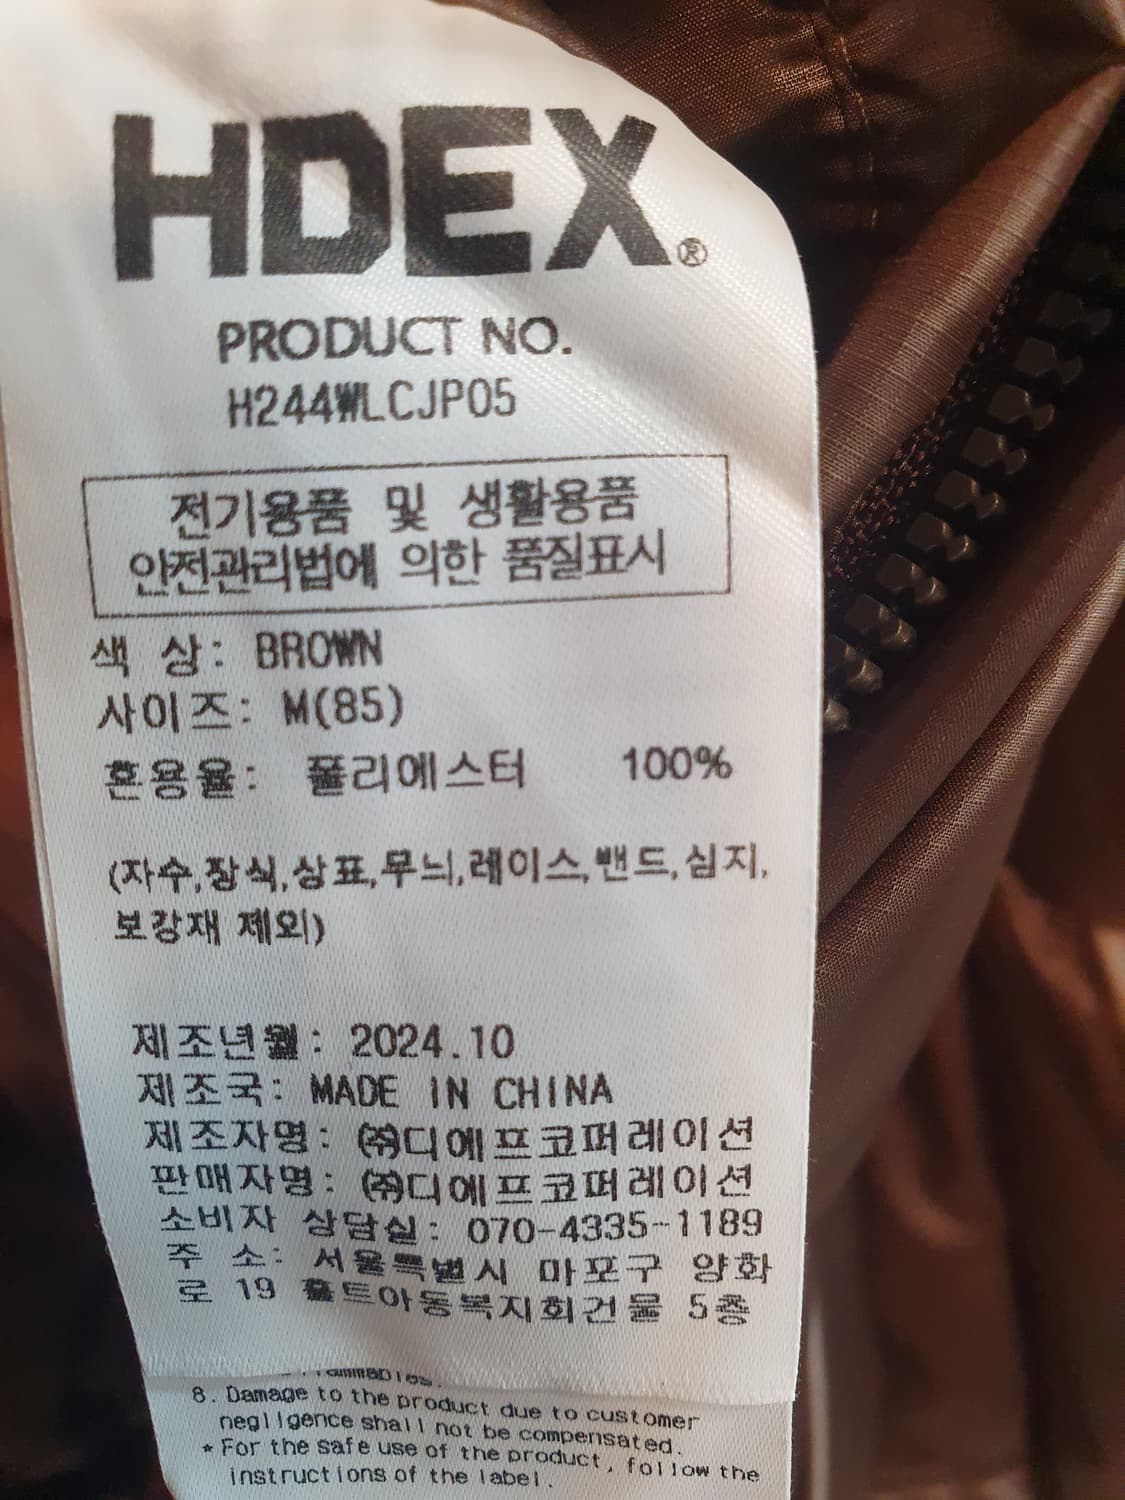 HDEX®
PRODUCT NO.
H244WLCJP05
전기용품 및 생활용품
안전관리법에 의한 품질표시
색 상: BROWN
사이즈: M(85)
혼용율: 폴리에스터 100%
(자수,장식,상표,무늬,레이스,밴드,심지,
보강재 제외)
제조년월: 2024.10
제조국: MADE IN CHINA
제조자명: ㈜디에프코퍼레이션
판매자명: ㈜디에프코퍼레이션
소비자 상담실: 070-4335-1189
주 소: 서울특별시 마포구 양화
로 19 홀트아동복지회건물 5층
8. Damage to the product due to customer
negligence shall not be compensated.
* For the safe use of the product, follow the
instructions of the label.